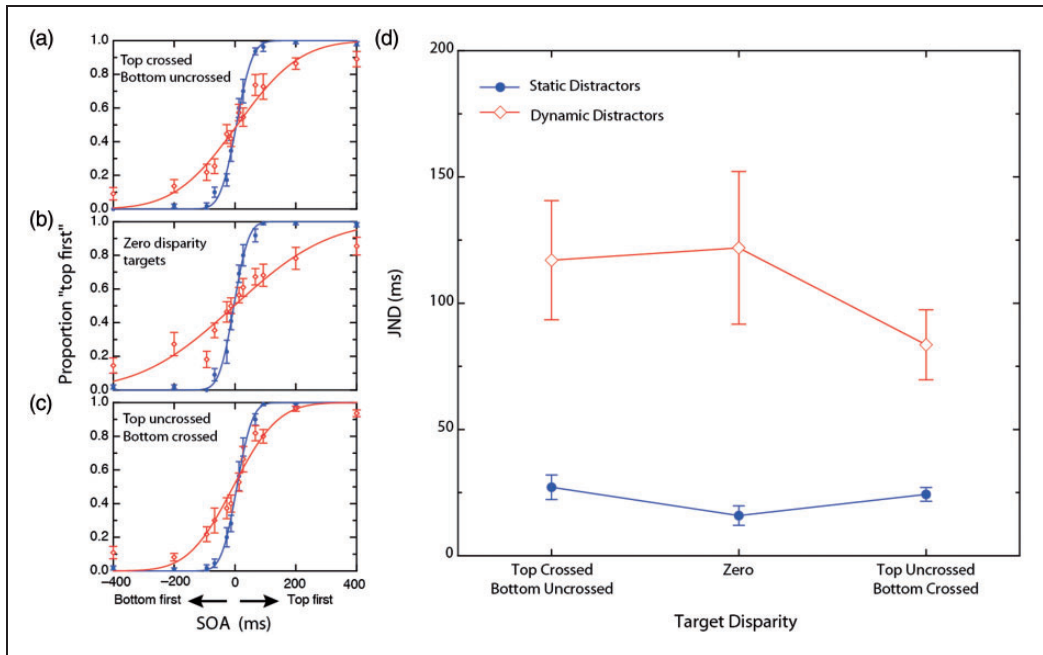 (a)
Top crossed
Bottom uncrossed
1.0
0.8
0.6
0.4
0.2
0.0
(b)
Zero disparity
targets
1.0
0.8
0.6
0.4
0.2
0.0
Proportion "top first"
(c)
Top uncrossed
Bottom crossed
1.0
0.8
0.6
0.4
0.2
0.0
−400 −200 0 200 400
Bottom first Top first
SOA (ms)
(d)
200
150
100
50
0
JND (ms)
Static Distractors
Dynamic Distractors
Top Crossed
Bottom Uncrossed
Zero
Top Uncrossed
Bottom Crossed
Target Disparity